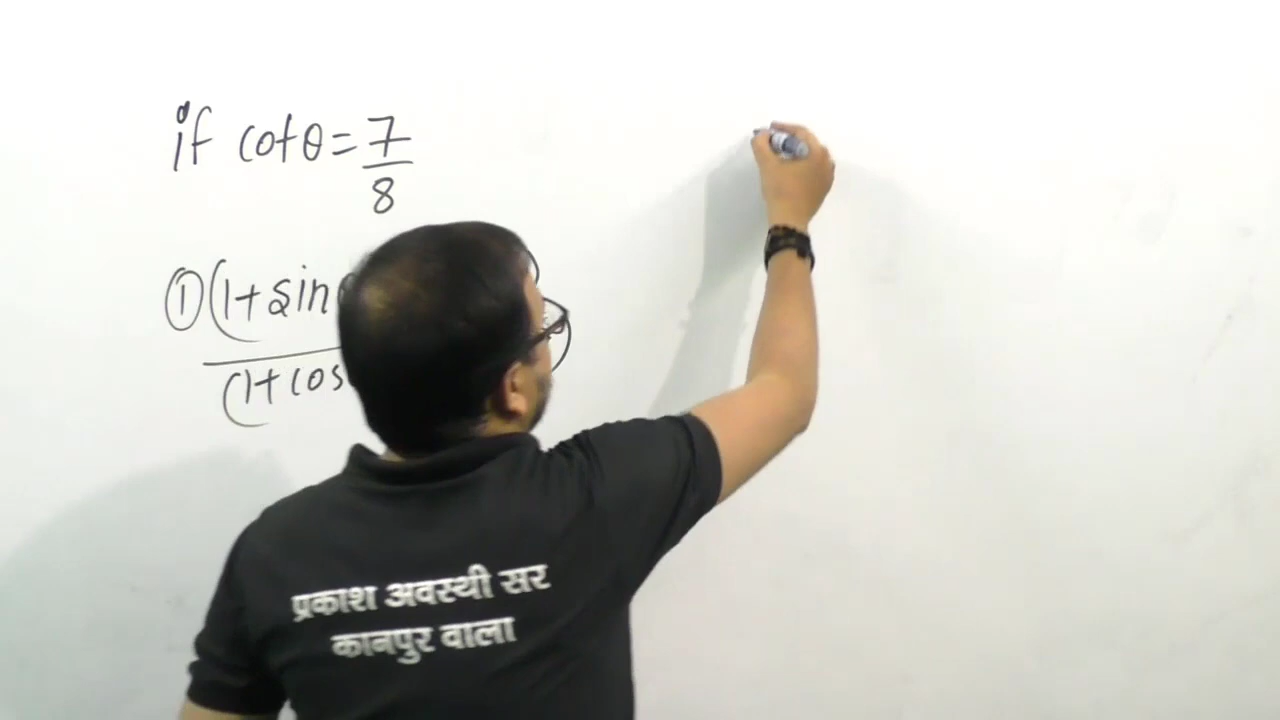 if cotθ = 7/8
① (1 + sin
(1 + cos
प्रकाश अवस्थी सर
कानपुर वाला